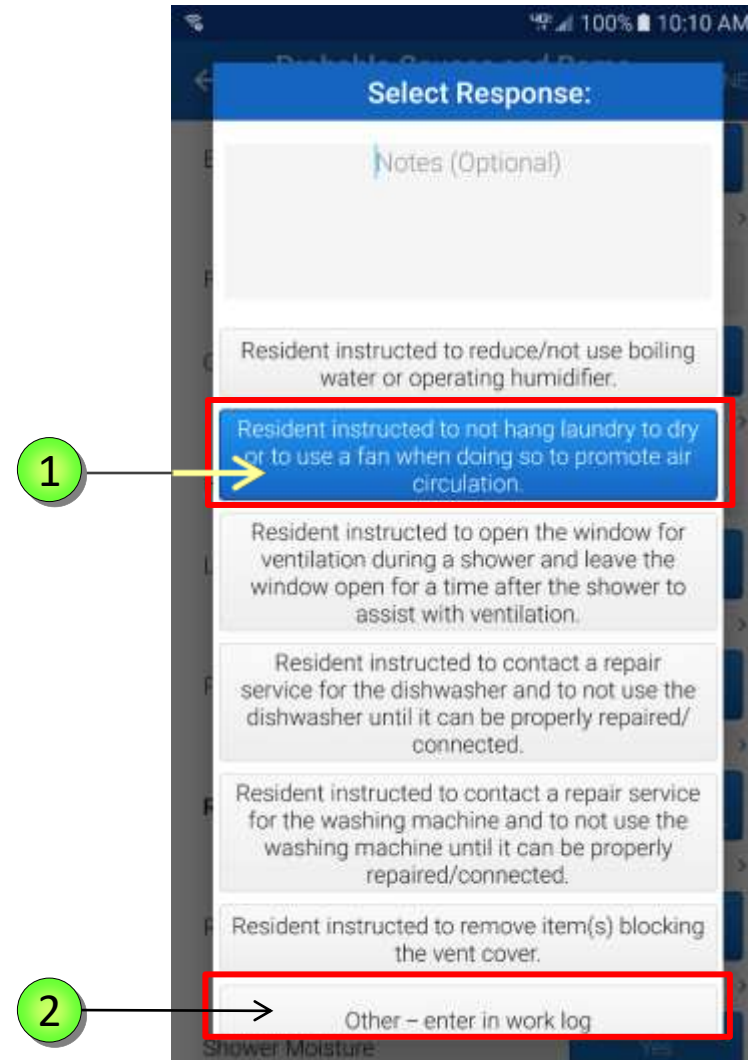 100% 10:10 AM
NE
Select Response:
Notes (Optional)
Resident instructed to reduce/not use boiling
water or operating humidifier.
Resident instructed to not hang laundry to dry
or to use a fan when doing so to promote air
circulation.
1
Resident instructed to open the window for
ventilation during a shower and leave the
window open for a time after the shower to
assist with ventilation.
Resident instructed to contact a repair
service for the dishwasher and to not use the
dishwasher until it can be properly repaired/
connected.
Resident instructed to contact a repair service
for the washing machine and to not use the
washing machine until it can be properly
repaired/connected.
Resident instructed to remove item(s) blocking
the vent cover.
2
Other – enter in work log
Shower Moisture